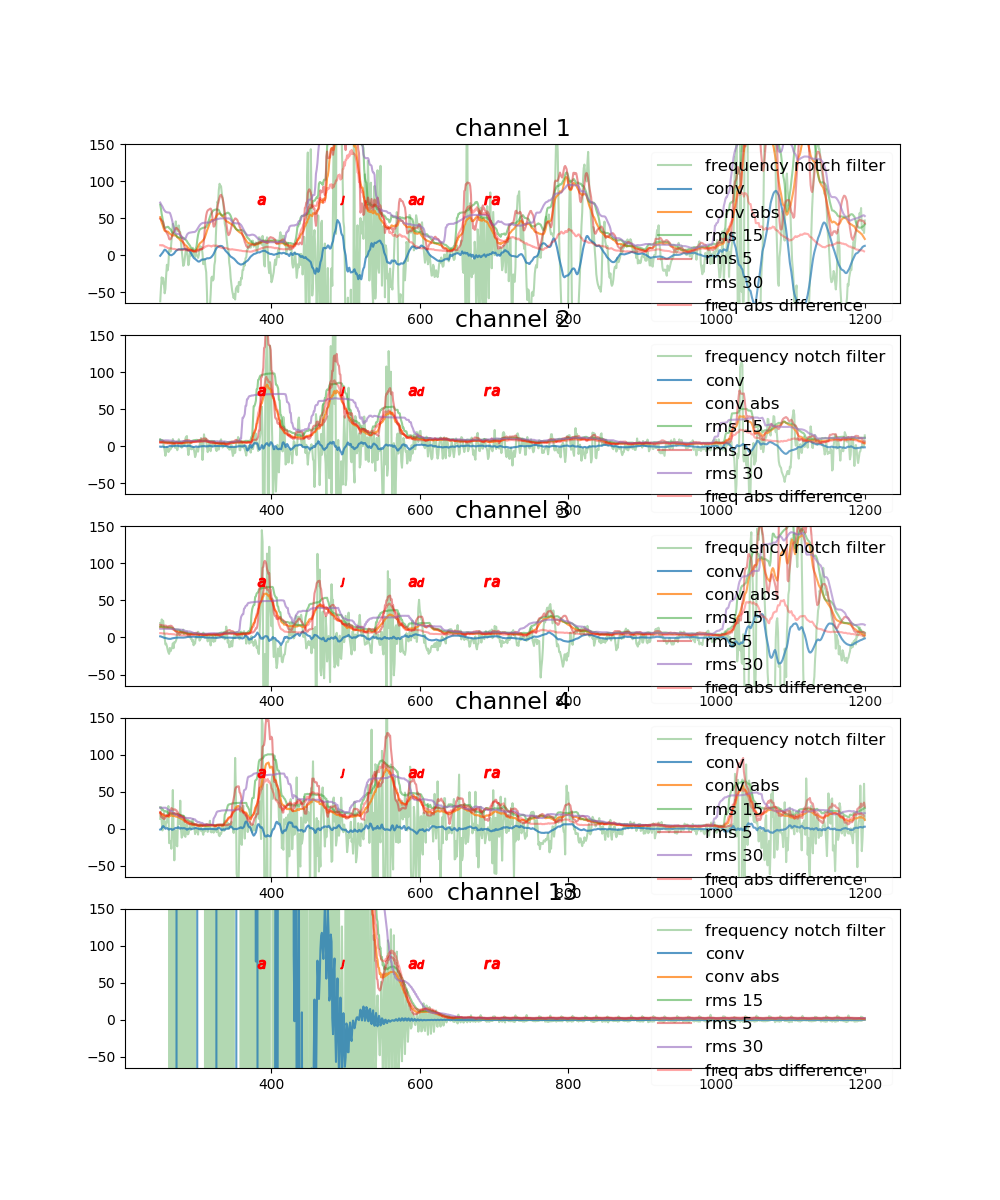 channel 1
150
100
50
0
−50
a
J
ad
ra
frequency notch filter
conv
conv abs
rms 15
rms 5
rms 30
freq abs difference
400
600
800
1000
1200
channel 2
150
100
50
0
−50
a
J
ad
ra
frequency notch filter
conv
conv abs
rms 15
rms 5
rms 30
freq abs difference
400
600
800
1000
1200
channel 3
150
100
50
0
−50
a
J
ad
ra
frequency notch filter
conv
conv abs
rms 15
rms 5
rms 30
freq abs difference
400
600
800
1000
1200
channel 4
150
100
50
0
−50
a
J
ad
ra
frequency notch filter
conv
conv abs
rms 15
rms 5
rms 30
freq abs difference
400
600
800
1000
1200
channel 13
150
100
50
0
−50
a
J
ad
ra
frequency notch filter
conv
conv abs
rms 15
rms 5
rms 30
freq abs difference
400
600
800
1000
1200